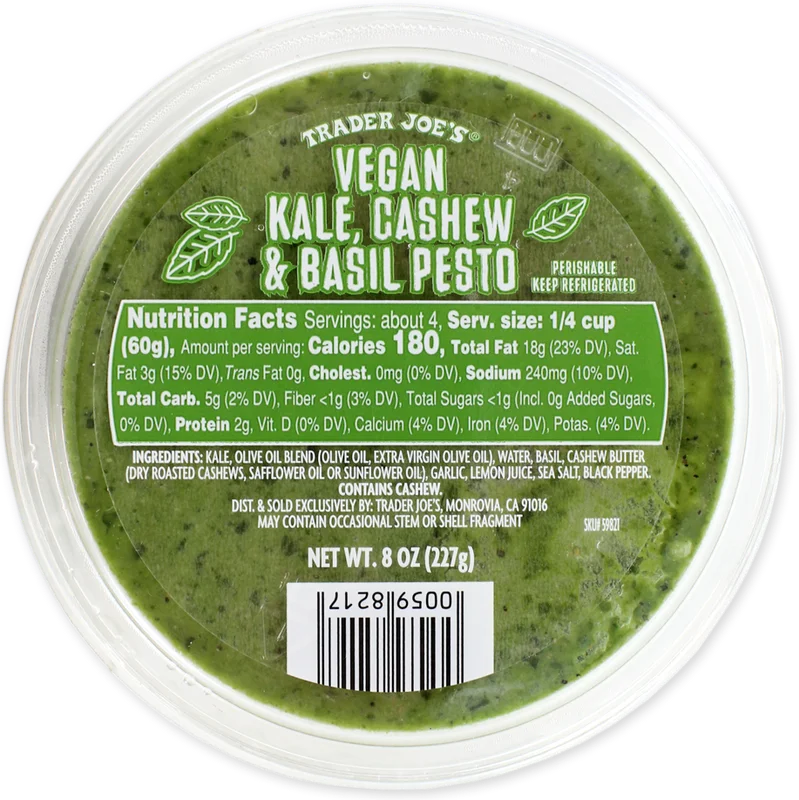 TRADER JOE'S®
VEGAN
KALE, CASHEW
& BASIL PESTO
PERISHABLE
KEEP REFRIGERATED
Nutrition Facts Servings: about 4, Serv. size: 1/4 cup
(60g), Amount per serving: Calories 180, Total Fat 18g (23% DV), Sat.
Fat 3g (15% DV), Trans Fat 0g, Cholest. 0mg (0% DV), Sodium 240mg (10% DV),
Total Carb. 5g (2% DV), Fiber <1g (3% DV), Total Sugars <1g (Incl. 0g Added Sugars,
0% DV), Protein 2g, Vit. D (0% DV), Calcium (4% DV), Iron (4% DV), Potas. (4% DV).
INGREDIENTS: KALE, OLIVE OIL BLEND (OLIVE OIL, EXTRA VIRGIN OLIVE OIL), WATER, BASIL, CASHEW BUTTER
(DRY ROASTED CASHEWS, SAFFLOWER OIL OR SUNFLOWER OIL), GARLIC, LEMON JUICE, SEA SALT, BLACK PEPPER.
CONTAINS CASHEW.
DIST. & SOLD EXCLUSIVELY BY: TRADER JOE'S, MONROVIA, CA 91016
MAY CONTAIN OCCASIONAL STEM OR SHELL FRAGMENT
SKU# 59821
NET WT. 8 OZ (227g)
0059 8217